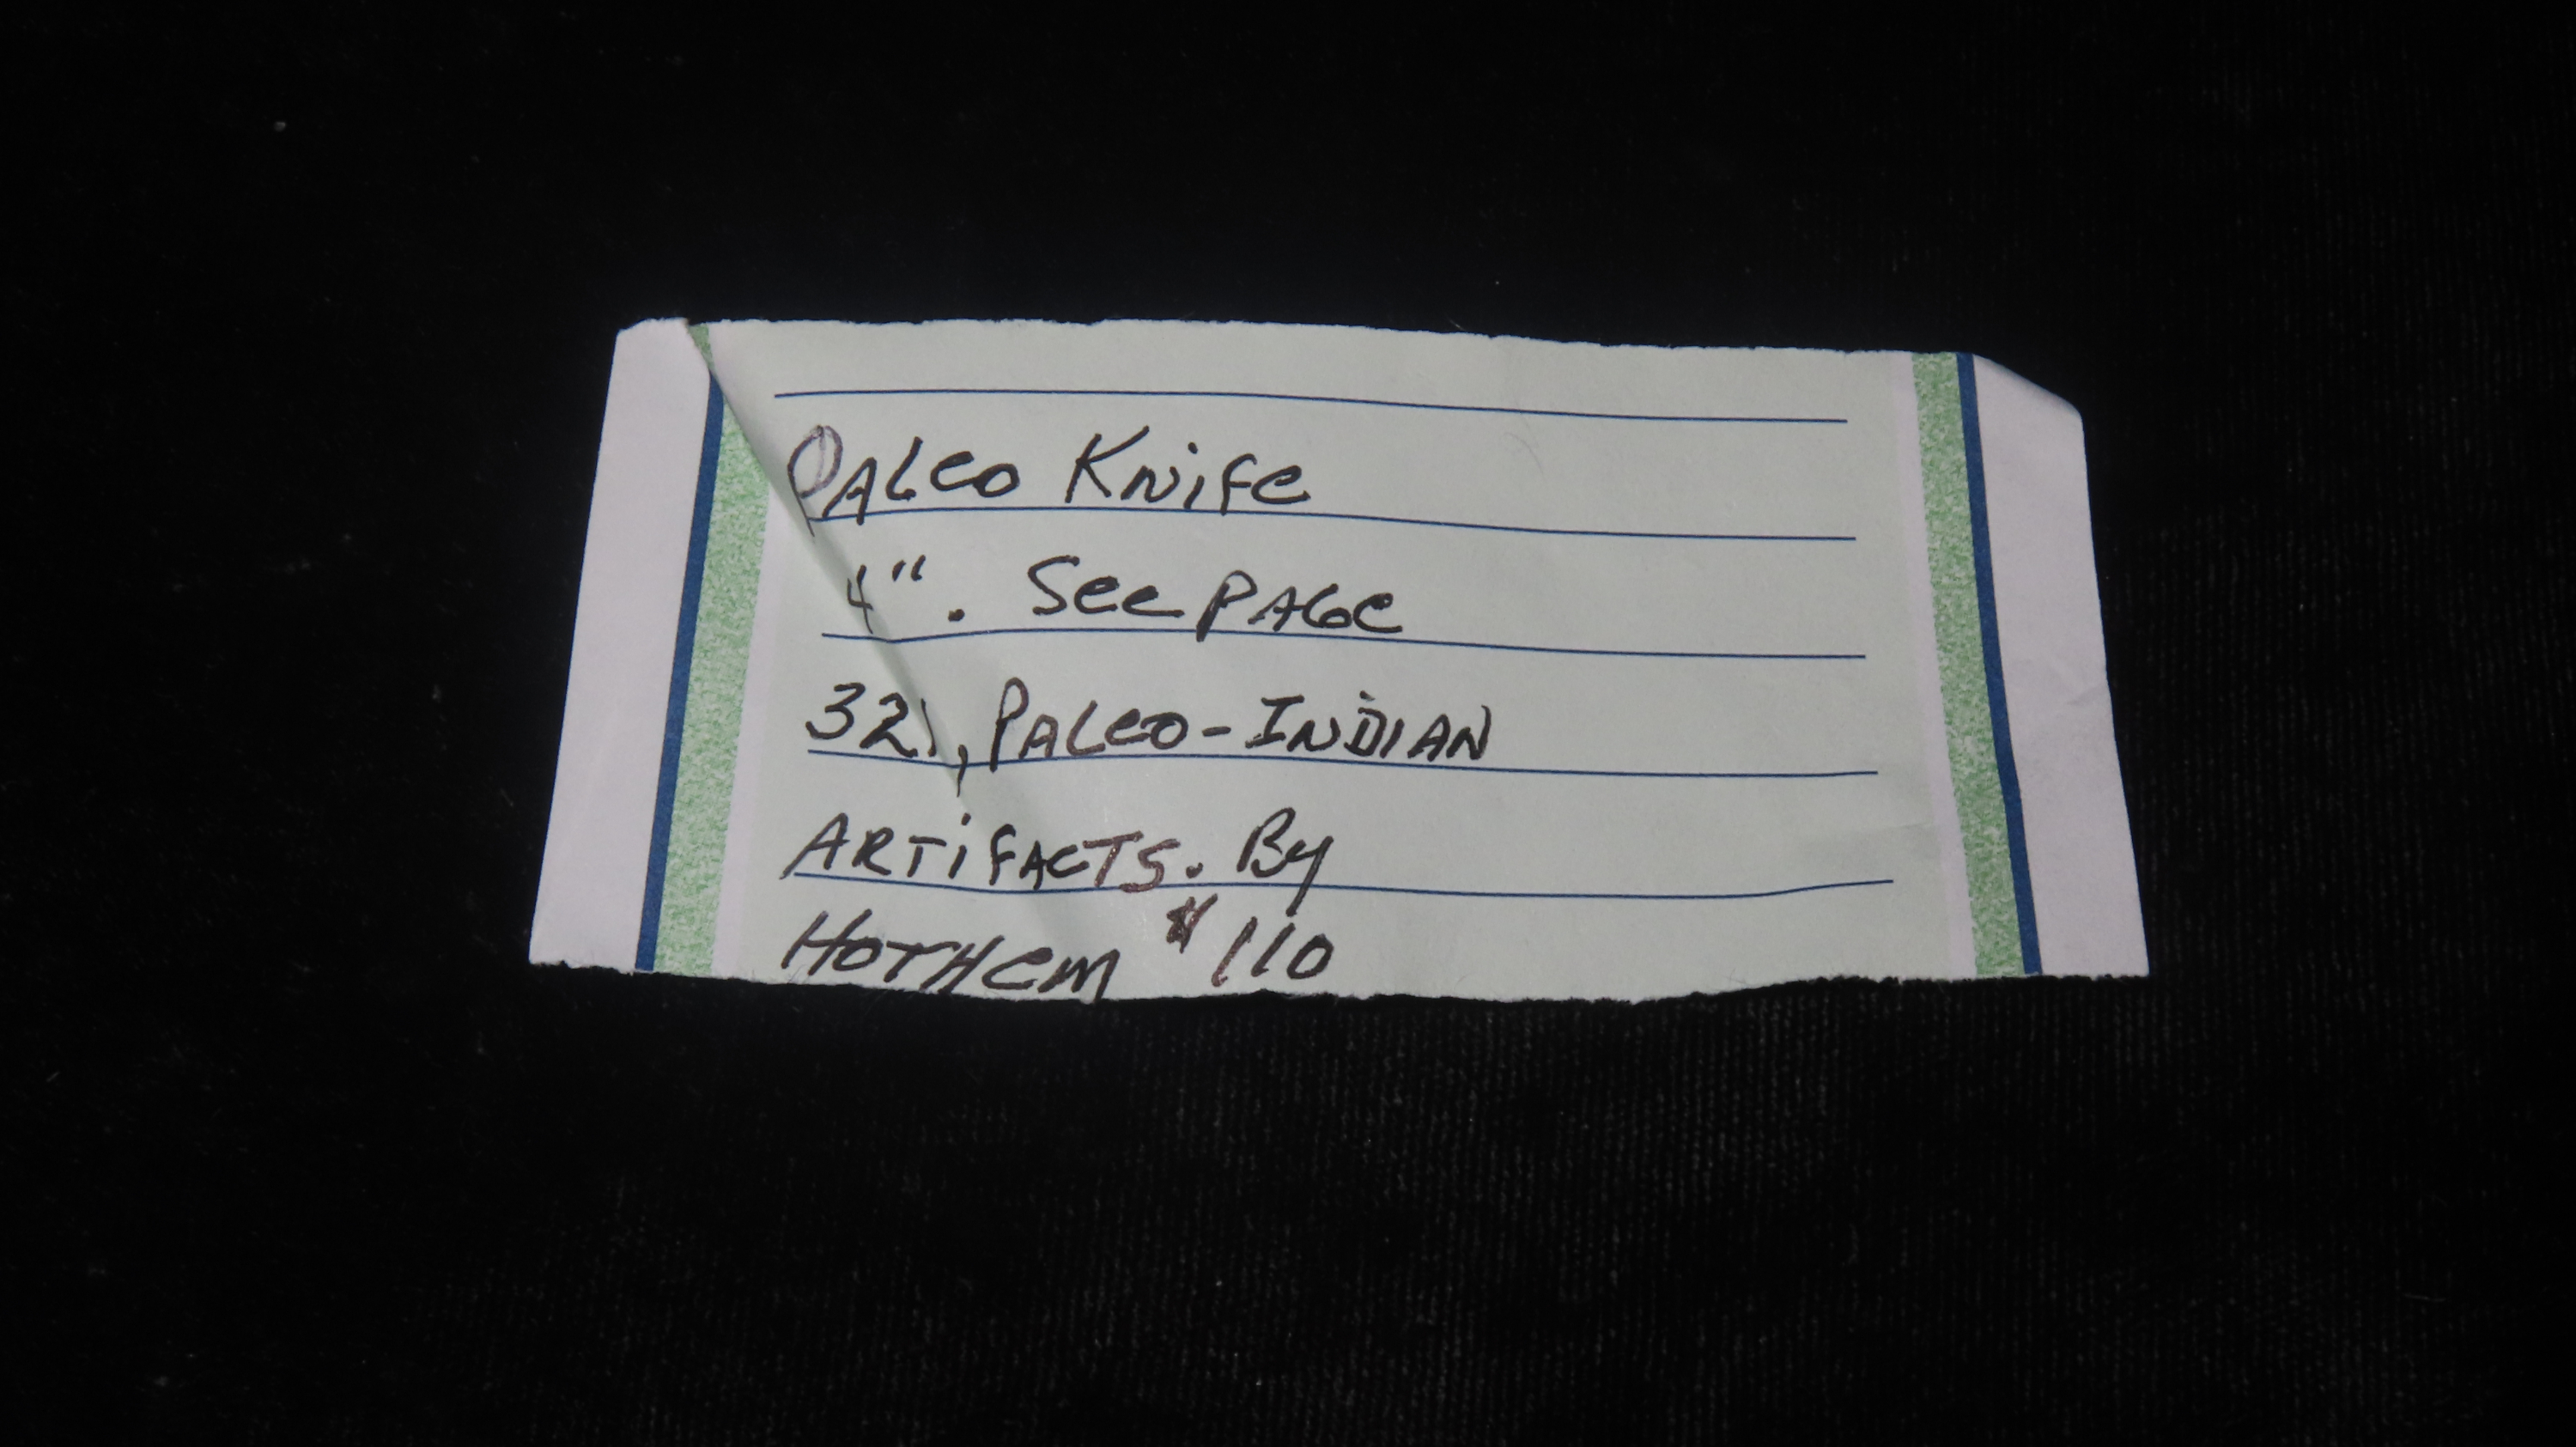 Paleo Knife
4". See page
321, Paleo-Indian
Artifacts. By
Hothem $110